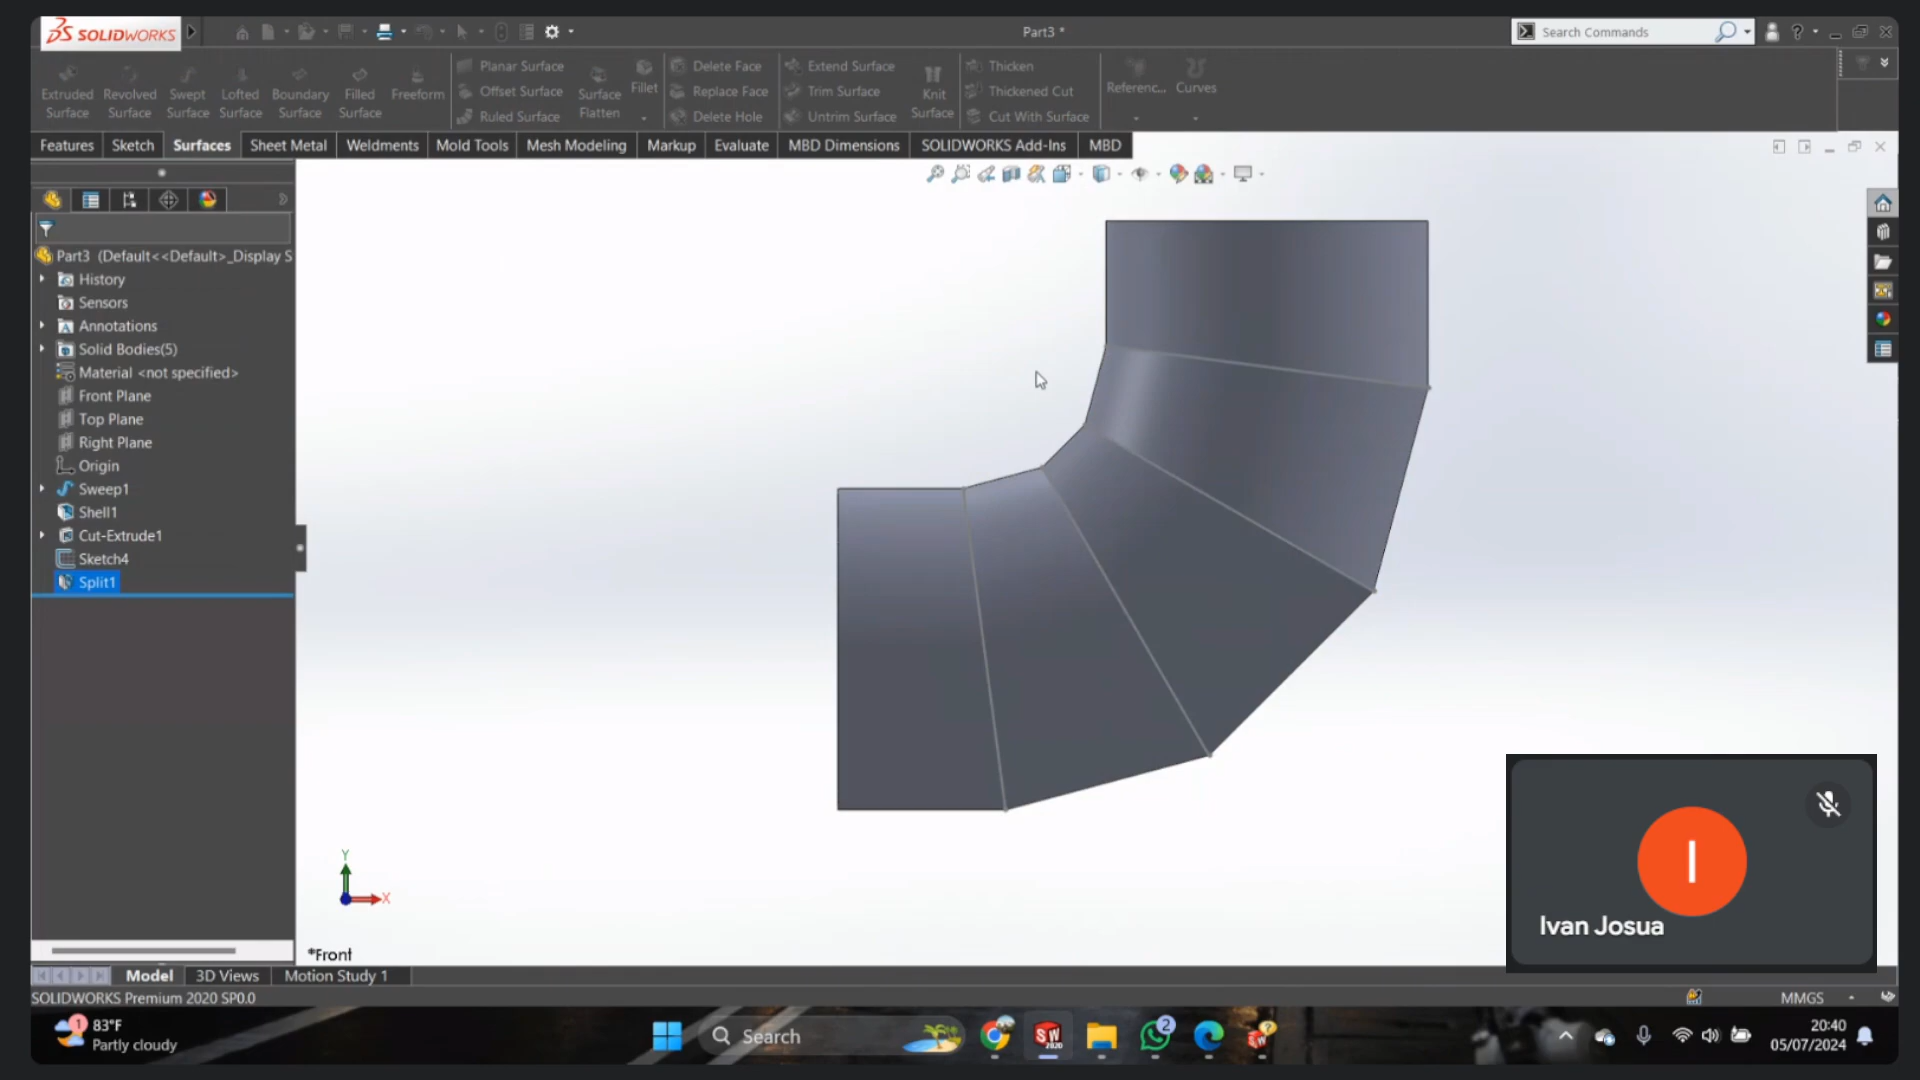 SOLIDWORKS
Part3 *
Search Commands
Extruded Surface
Revolved Surface
Swept Surface
Lofted Surface
Boundary Surface
Filled Surface
Freeform
Planar Surface
Offset Surface
Ruled Surface
Surface Flatten
Fillet
Delete Face
Replace Face
Delete Hole
Extend Surface
Trim Surface
Untrim Surface
Knit Surface
Thicken
Thickened Cut
Cut With Surface
Referenc...
Curves
Features
Sketch
Surfaces
Sheet Metal
Weldments
Mold Tools
Mesh Modeling
Markup
Evaluate
MBD Dimensions
SOLIDWORKS Add-Ins
MBD
Part3 (Default<<Default>_Display S
History
Sensors
Annotations
Solid Bodies(5)
Material <not specified>
Front Plane
Top Plane
Right Plane
Origin
Sweep1
Shell1
Cut-Extrude1
Sketch4
Split1
Y
X
*Front
I
Ivan Josua
Model
3D Views
Motion Study 1
SOLIDWORKS Premium 2020 SP0.0
MMGS
1
83°F
Partly cloudy
Search
SW
2020
2
20:40
05/07/2024